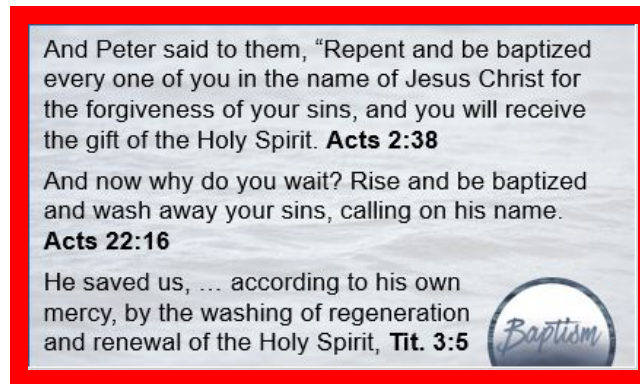 And Peter said to them, “Repent and be baptized
every one of you in the name of Jesus Christ for
the forgiveness of your sins, and you will receive
the gift of the Holy Spirit. Acts 2:38
And now why do you wait? Rise and be baptized
and wash away your sins, calling on his name.
Acts 22:16
He saved us, … according to his own
mercy, by the washing of regeneration
and renewal of the Holy Spirit, Tit. 3:5
Baptism